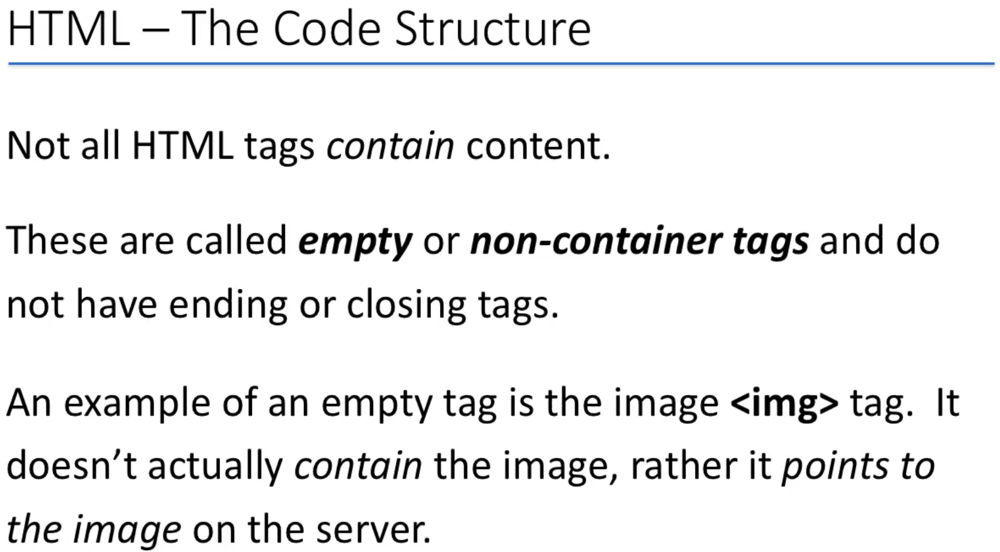 HTML – The Code Structure
Not all HTML tags contain content.
These are called empty or non-container tags and do
not have ending or closing tags.
An example of an empty tag is the image <img> tag.  It
doesn’t actually contain the image, rather it points to
the image on the server.